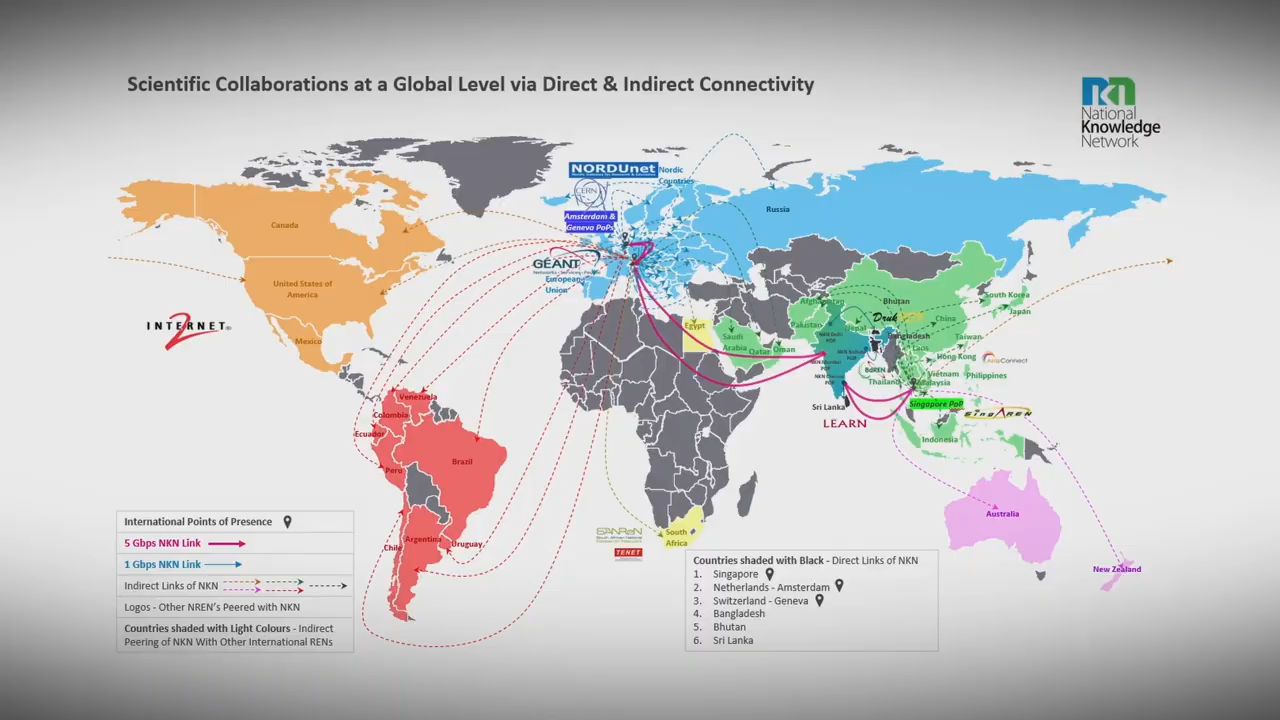 Scientific Collaborations at a Global Level via Direct & Indirect Connectivity
National
Knowledge
Network
NORDUnet
Nordic
Countries
CERN
Amsterdam &
Geneva PoPs
Russia
Canada
GÉANT
European
Union
United States of
America
INTERNET
2
Mexico
Afghanistan
Bhutan
South Korea
Japan
Egypt
Pakistan
Nepal
Druk
China
Saudi
Arabia
Qatar
Oman
Bangladesh
Taiwan
Laos
Hong Kong
BdREN
Vietnam
Philippines
Thailand
Malaysia
Sri Lanka
Singapore PoP
SingAREN
LEARN
Indonesia
Venezuela
Colombia
Ecuador
Brazil
Peru
Australia
Argentina
Chile
Uruguay
SANReN
TENET
South
Africa
New Zealand
International Points of Presence
5 Gbps NKN Link
1 Gbps NKN Link
Indirect Links of NKN
Logos - Other NREN's Peered with NKN
Countries shaded with Light Colours - Indirect
Peering of NKN With Other International RENs
Countries shaded with Black - Direct Links of NKN
1. Singapore
2. Netherlands - Amsterdam
3. Switzerland - Geneva
4. Bangladesh
5. Bhutan
6. Sri Lanka